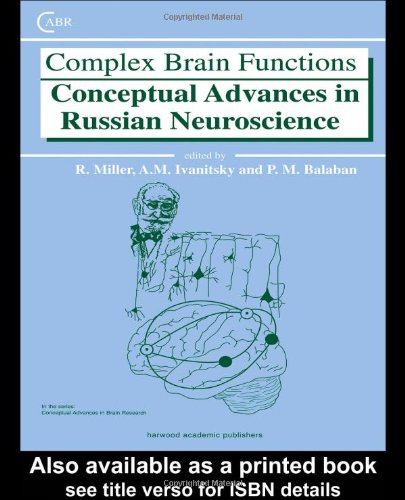 Copyrighted Material
CABR
Complex Brain Functions
Conceptual Advances in
Russian Neuroscience
edited by
R. Miller, A.M. Ivanitsky and P. M. Balaban
In the series:
Conceptual Advances in Brain Research
harwood academic publishers
Copyrighted Material
Also available as a printed book
see title verso for ISBN details